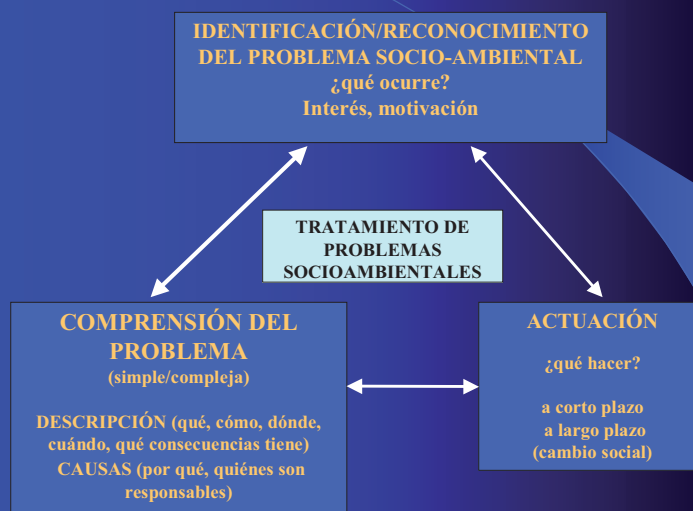 IDENTIFICACIÓN/RECONOCIMIENTO
DEL PROBLEMA SOCIO-AMBIENTAL
¿qué ocurre?
Interés, motivación
TRATAMIENTO DE
PROBLEMAS
SOCIOAMBIENTALES
COMPRENSIÓN DEL
PROBLEMA
(simple/compleja)
DESCRIPCIÓN (qué, cómo, dónde,
cuándo, qué consecuencias tiene)
CAUSAS (por qué, quiénes son
responsables)
ACTUACIÓN
¿qué hacer?
a corto plazo
a largo plazo
(cambio social)